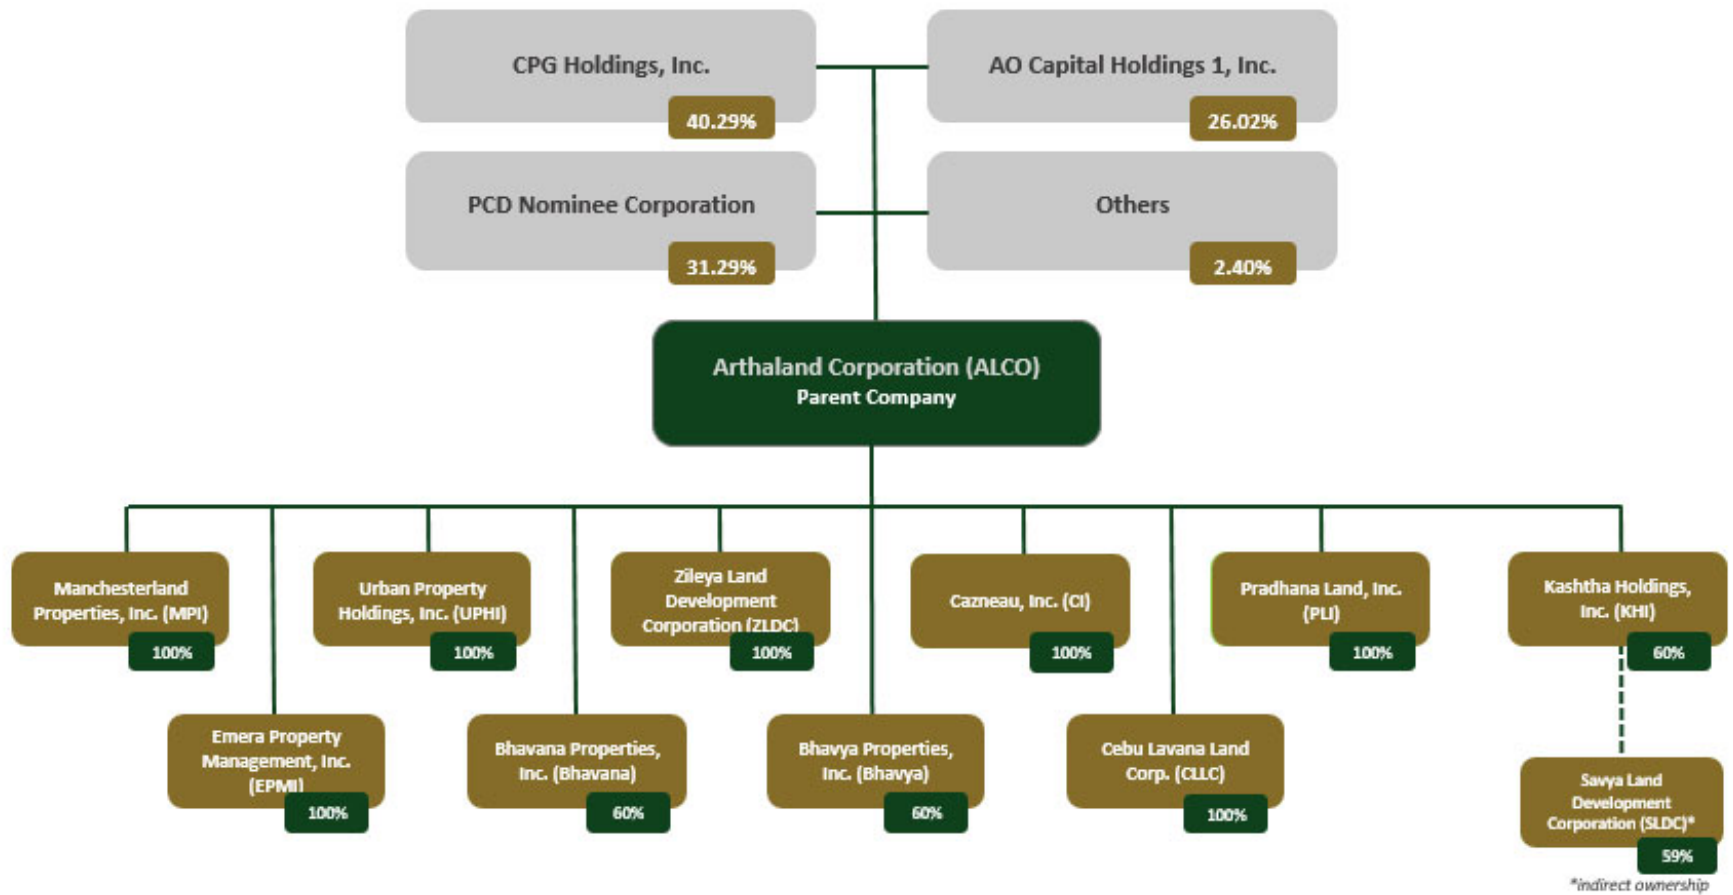 CPG Holdings, Inc.
40.29%
AO Capital Holdings 1, Inc.
26.02%
PCD Nominee Corporation
31.29%
Others
2.40%
Arthaland Corporation (ALCO)
Parent Company
Manchesterland
Properties, Inc. (MPI)
100%
Urban Property
Holdings, Inc. (UPHI)
100%
Zileya Land
Development
Corporation (ZLDC)
100%
Cazneau, Inc. (CI)
100%
Pradhana Land, Inc.
(PLI)
100%
Kashtha Holdings,
Inc. (KHI)
60%
Emera Property
Management, Inc.
(EPMI)
100%
Bhavana Properties,
Inc. (Bhavana)
60%
Bhavya Properties,
Inc. (Bhavya)
60%
Cebu Lavana Land
Corp. (CLLC)
100%
Savya Land
Development
Corporation (SLDC)*
59%
*indirect ownership